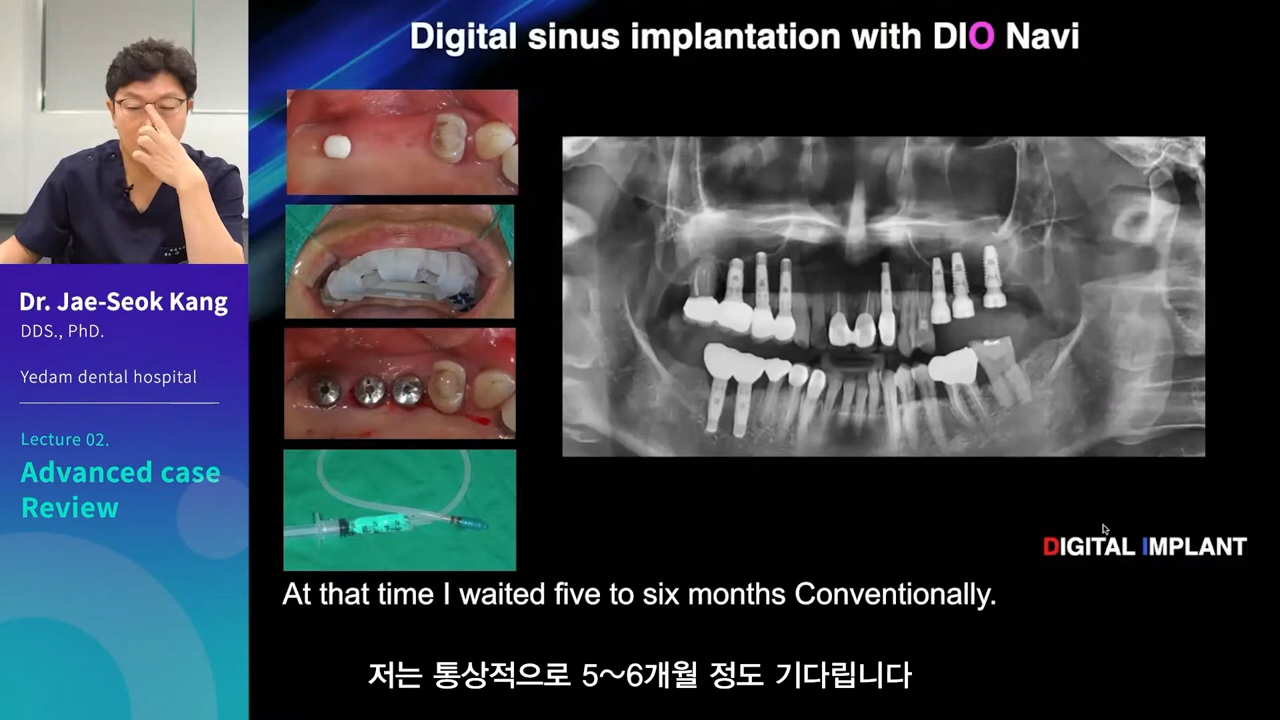 Digital sinus implantation with DIO Navi
Dr. Jae-Seok Kang
DDS., PhD.
Yedam dental hospital
Lecture 02.
Advanced case
Review
DIGITAL IMPLANT
At that time I waited five to six months Conventionally.
저는 통상적으로 5~6개월 정도 기다립니다